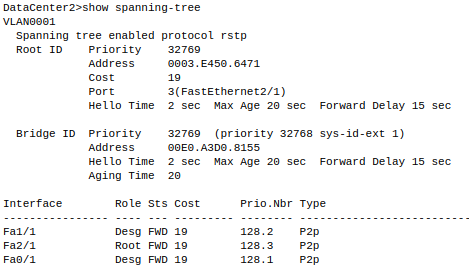 DataCenter2>show spanning-tree
VLAN0001
  Spanning tree enabled protocol rstp
  Root ID    Priority    32769
             Address     0003.E450.6471
             Cost        19
             Port        3(FastEthernet2/1)
             Hello Time  2 sec  Max Age 20 sec  Forward Delay 15 sec

  Bridge ID  Priority    32769  (priority 32768 sys-id-ext 1)
             Address     00E0.A3D0.8155
             Hello Time  2 sec  Max Age 20 sec  Forward Delay 15 sec
             Aging Time  20

Interface        Role Sts Cost      Prio.Nbr Type
---------------- ---- --- --------- -------- --------------------------
Fa1/1            Desg FWD 19        128.2    P2p
Fa2/1            Root FWD 19        128.3    P2p
Fa0/1            Desg FWD 19        128.1    P2p